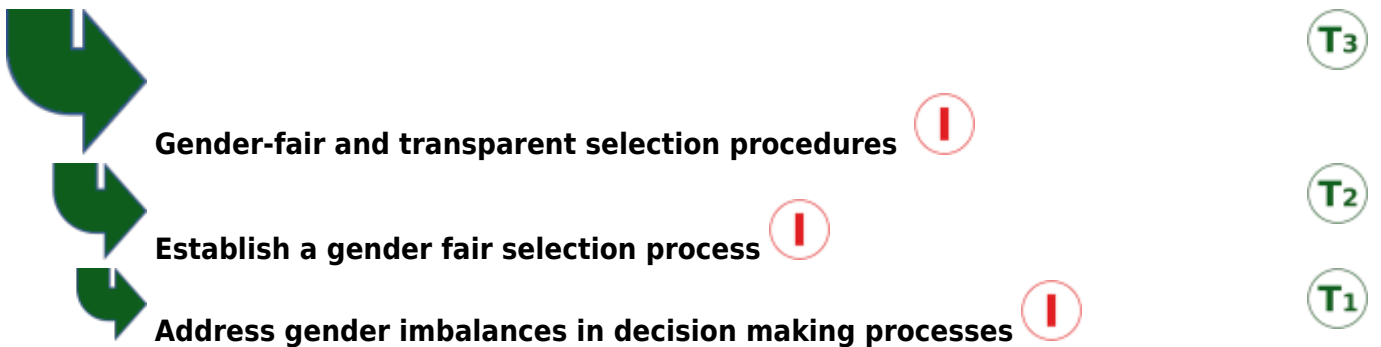 T3
Gender-fair and transparent selection procedures I
T2
Establish a gender fair selection process I
T1
Address gender imbalances in decision making processes I